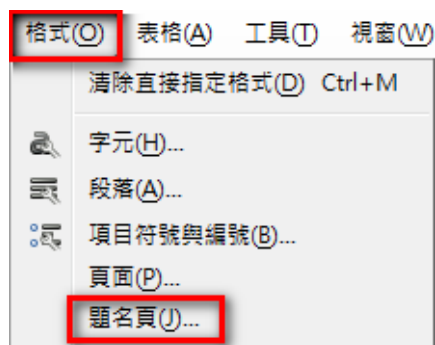 格式(O) 表格(A) 工具(T) 視窗(W)
清除直接指定格式(D) Ctrl+M
字元(H)...
段落(A)...
項目符號與編號(B)...
頁面(P)...
題名頁(J)...